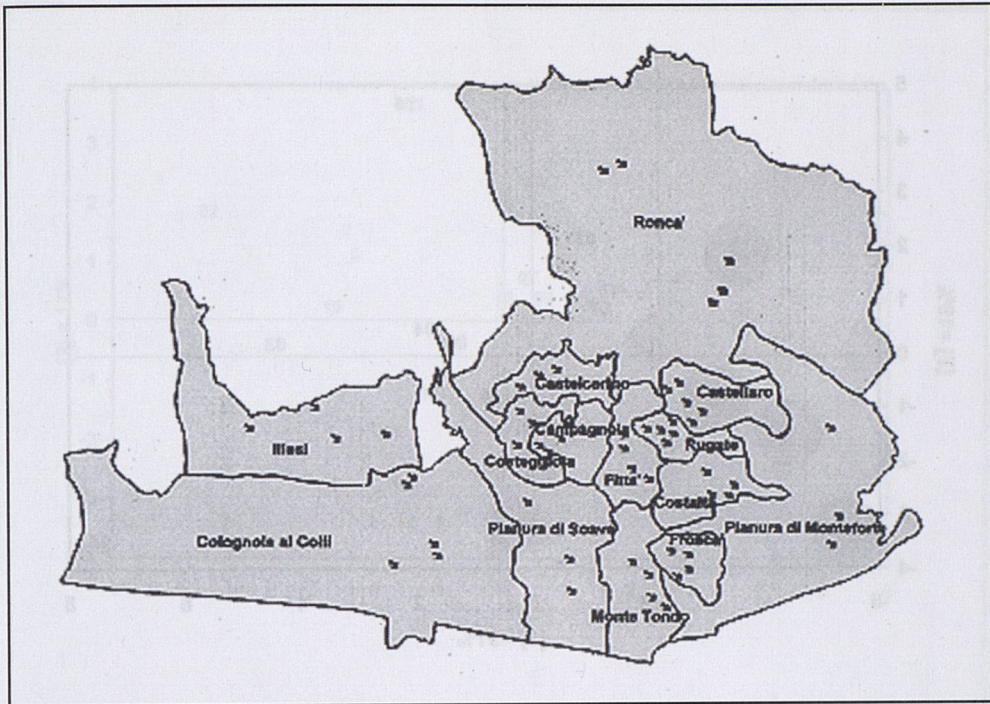 Ronca'
Castelcerino
Castellaro
Campagnola
Rugate
Illasi
Costeggiola
Fitta'
Costalta
Colognola ai Colli
Pianura di Soave
Pianura di Monteforte
Frosca'
Monte Tondo